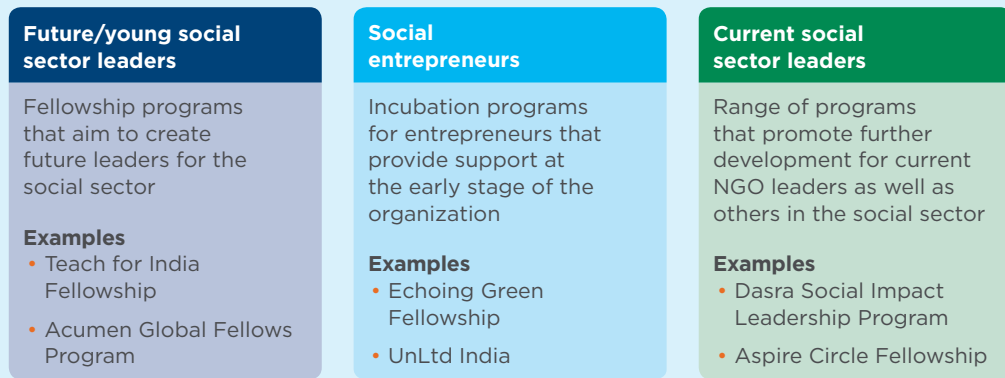 Future/young social
sector leaders
Fellowship programs
that aim to create
future leaders for the
social sector
Examples
• Teach for India
Fellowship
• Acumen Global Fellows
Program
Social
entrepreneurs
Incubation programs
for entrepreneurs that
provide support at
the early stage of the
organization
Examples
• Echoing Green
Fellowship
• UnLtd India
Current social
sector leaders
Range of programs
that promote further
development for current
NGO leaders as well as
others in the social sector
Examples
• Dasra Social Impact
Leadership Program
• Aspire Circle Fellowship